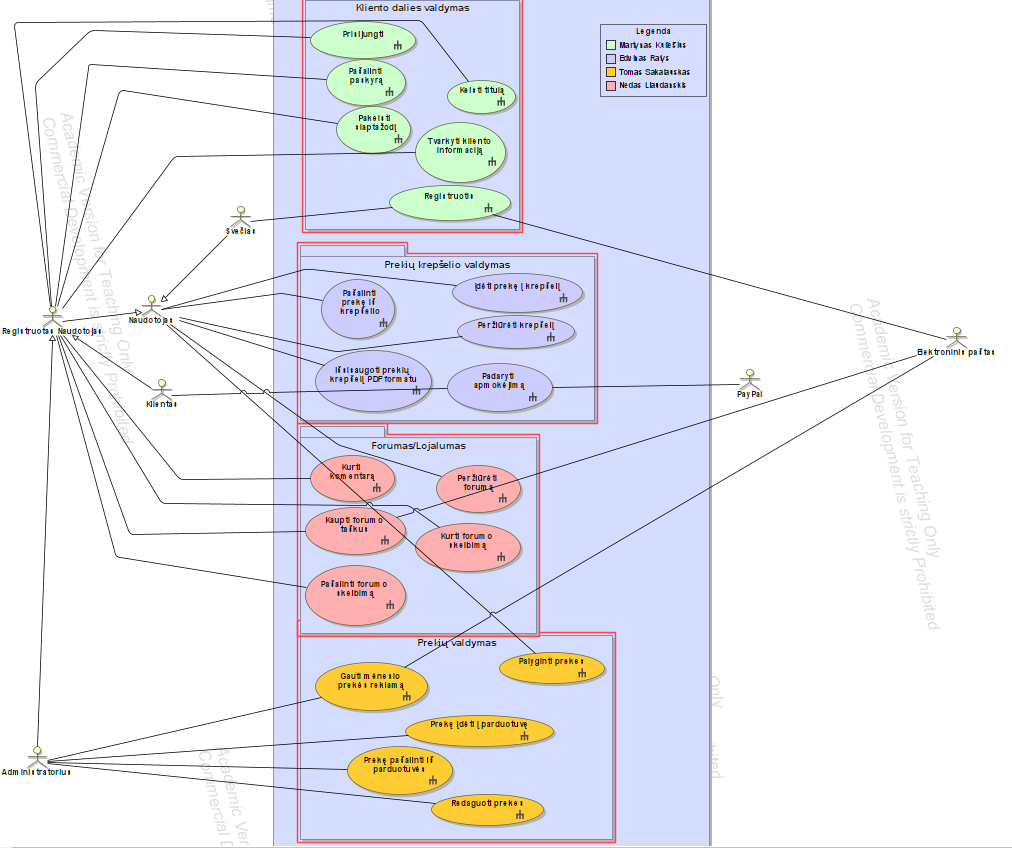 Kliento dalies valdymas
Prisijungti
Pašalinti
paskyrą
Keisti titulą
Pakeisti
slaptažodį
Tvarkyti kliento
informaciją
Registruotis
Legenda
Edvinas Ralys
Tomas Sakalauskas
Svečias
Registruotas Naudotojas
Naudotojas
Klientas
Administratorius
Prekių krepšelio valdymas
Pašalinti
prekę iš
krepšelio
Įdėti prekę į krepšelį
Peržiūrėti krepšelį
Išsisaugoti prekių
krepšelį PDF formatu
Padaryti
apmokėjimą
PayPal
Elektroninis paštas
Forumas/Lojalumas
Kurti
komentarą
Peržiūrėti
forumą
Kaupti forumo
taškus
Kurti forumo
skelbimą
Pašalinti forumo
skelbimą
Prekių valdymas
Palyginti prekes
Gauti mėnesio
prekės reklamą
Prekę įdėti į parduotuvę
Prekę pašalinti iš
parduotuvės
Redaguoti prekes
Academic Version for Teaching Only
Commercial Development is strictly Prohibited
Academic Version for Teaching Only
Commercial Development is strictly Prohibited
Only
Academic Ver
Commercial D